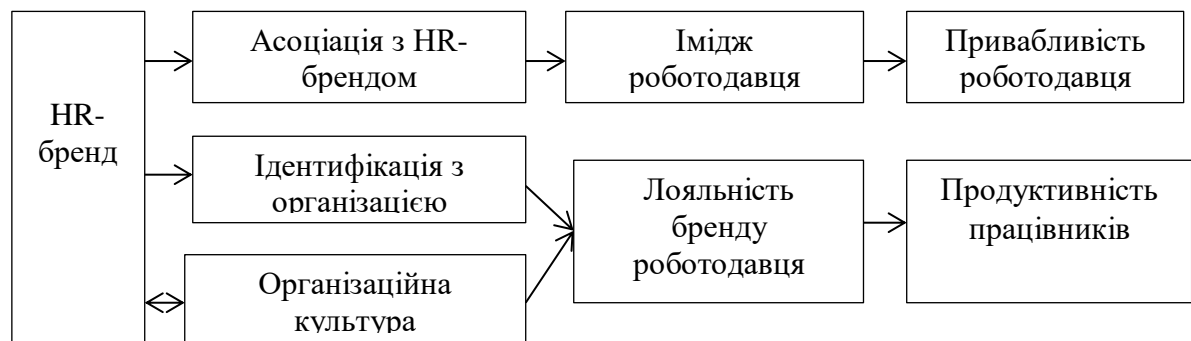 HR-
бренд
Асоціація з HR-
брендом
Імідж
роботодавця
Привабливість
роботодавця
Ідентифікація з
організацією
Лояльність
бренду
роботодавця
Продуктивність
працівників
Організаційна
культура